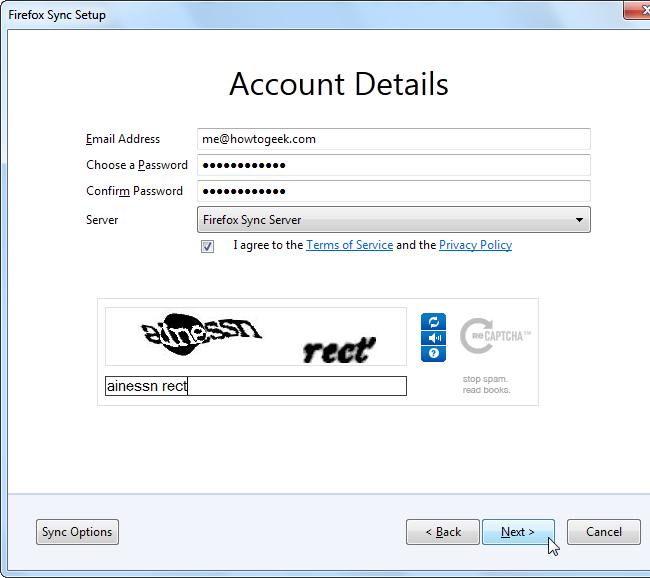 Firefox Sync Setup
Account Details
Email Address me@howtogeek.com
Choose a Password ●●●●●●●●●●●●
Confirm Password ●●●●●●●●●●●●
Server Firefox Sync Server
I agree to the Terms of Service and the Privacy Policy
ainessn rect'
ainessn rect
reCAPTCHA™
stop spam.
read books.
Sync Options < Back Next > Cancel